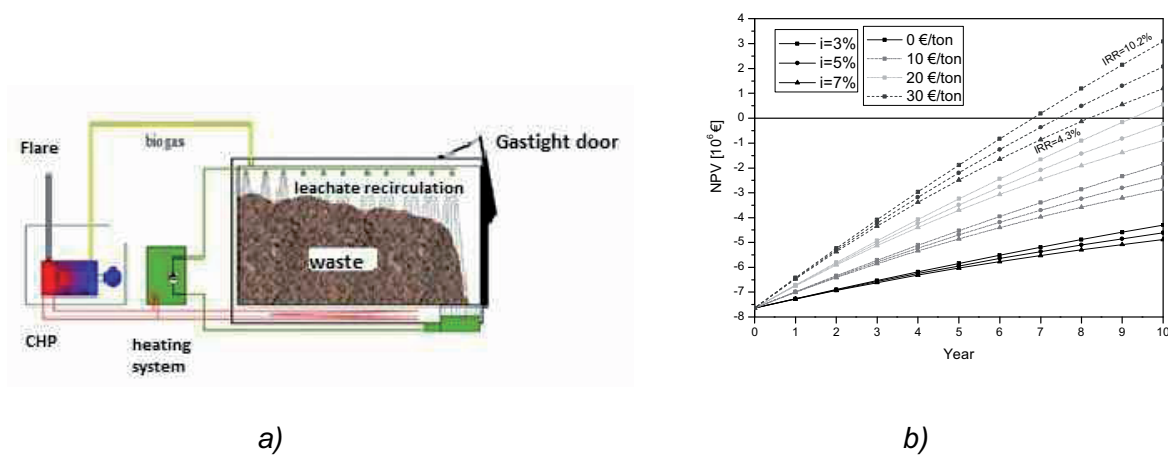 Flare
biogas
Gastight door
leachate recirculation
waste
CHP
heating
system
a)
NPV [10⁶ €]
4
3
2
1
0
-1
-2
-3
-4
-5
-6
-7
-8
i=3%
i=5%
i=7%
0 €/ton
10 €/ton
20 €/ton
30 €/ton
IRR=10.2%
IRR=4.3%
0 1 2 3 4 5 6 7 8 9 10
Year
b)